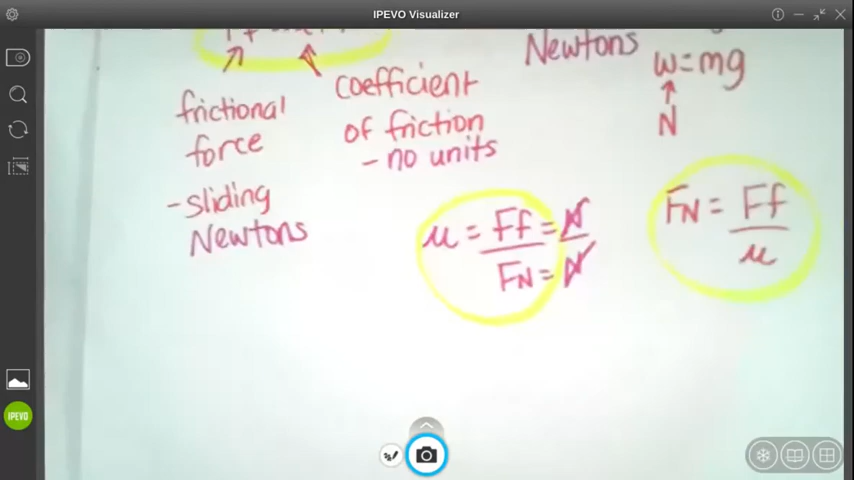 IPEVO Visualizer
Newtons
w=mg
N
frictional
force
-sliding
Newtons
coefficient
of friction
- no units
μ = Ff = N
FN = N
FN = Ff
μ
IPEVO